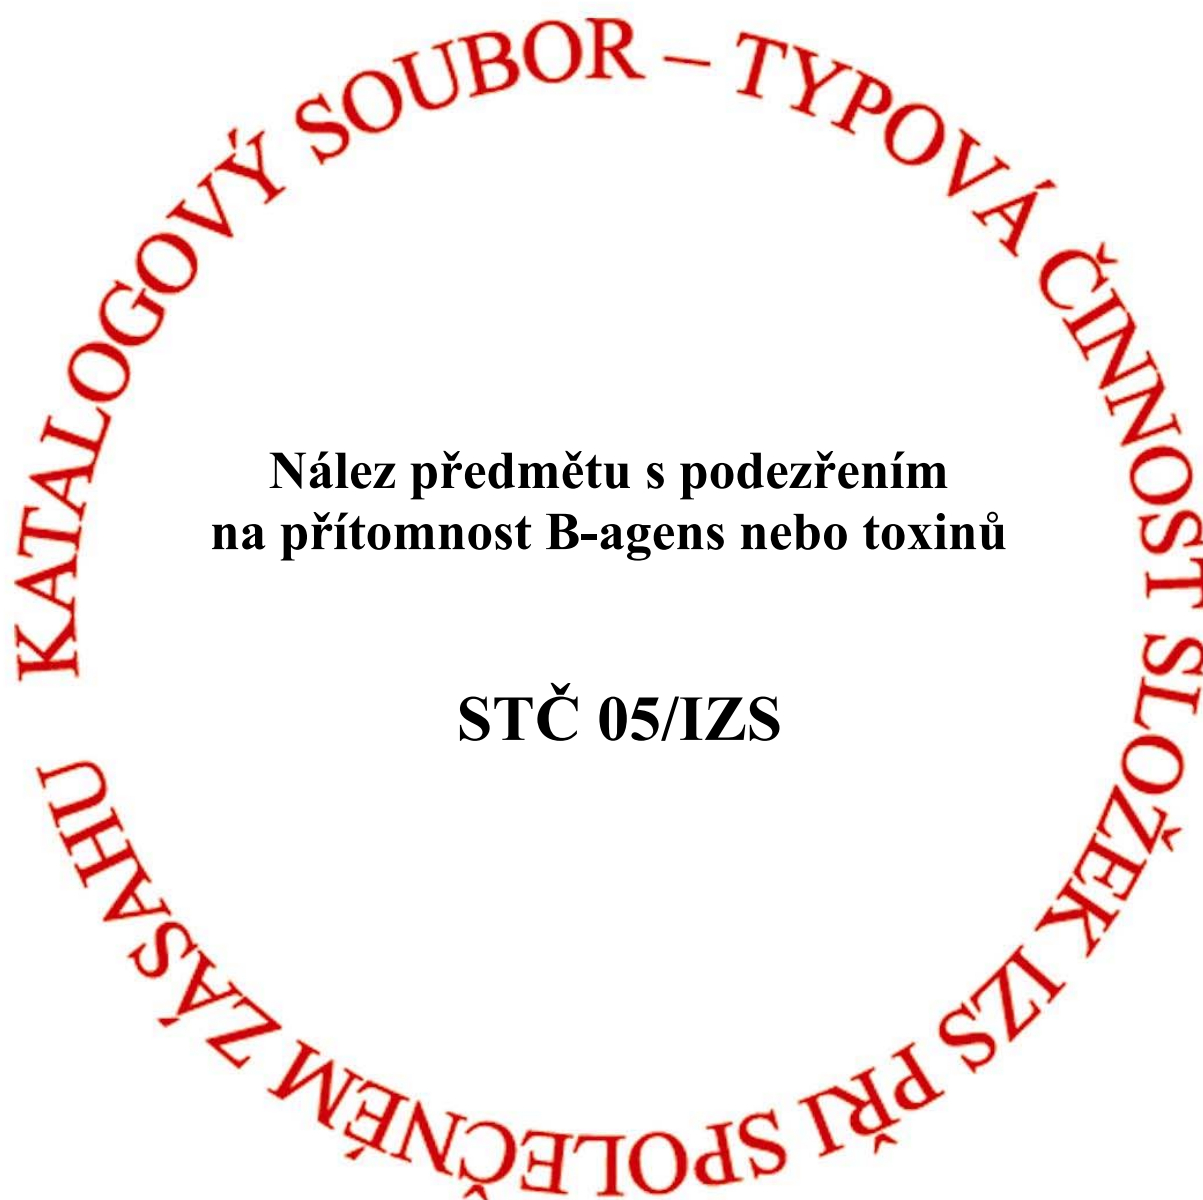 KATALOGOVÝ SOUBOR – TYPOVÁ ČINNOST SLOŽEK IZS PŘI SPOLEČNÉM ZÁSAHU
Nález předmětu s podezřením
na přítomnost B-agens nebo toxinů
STČ 05/IZS